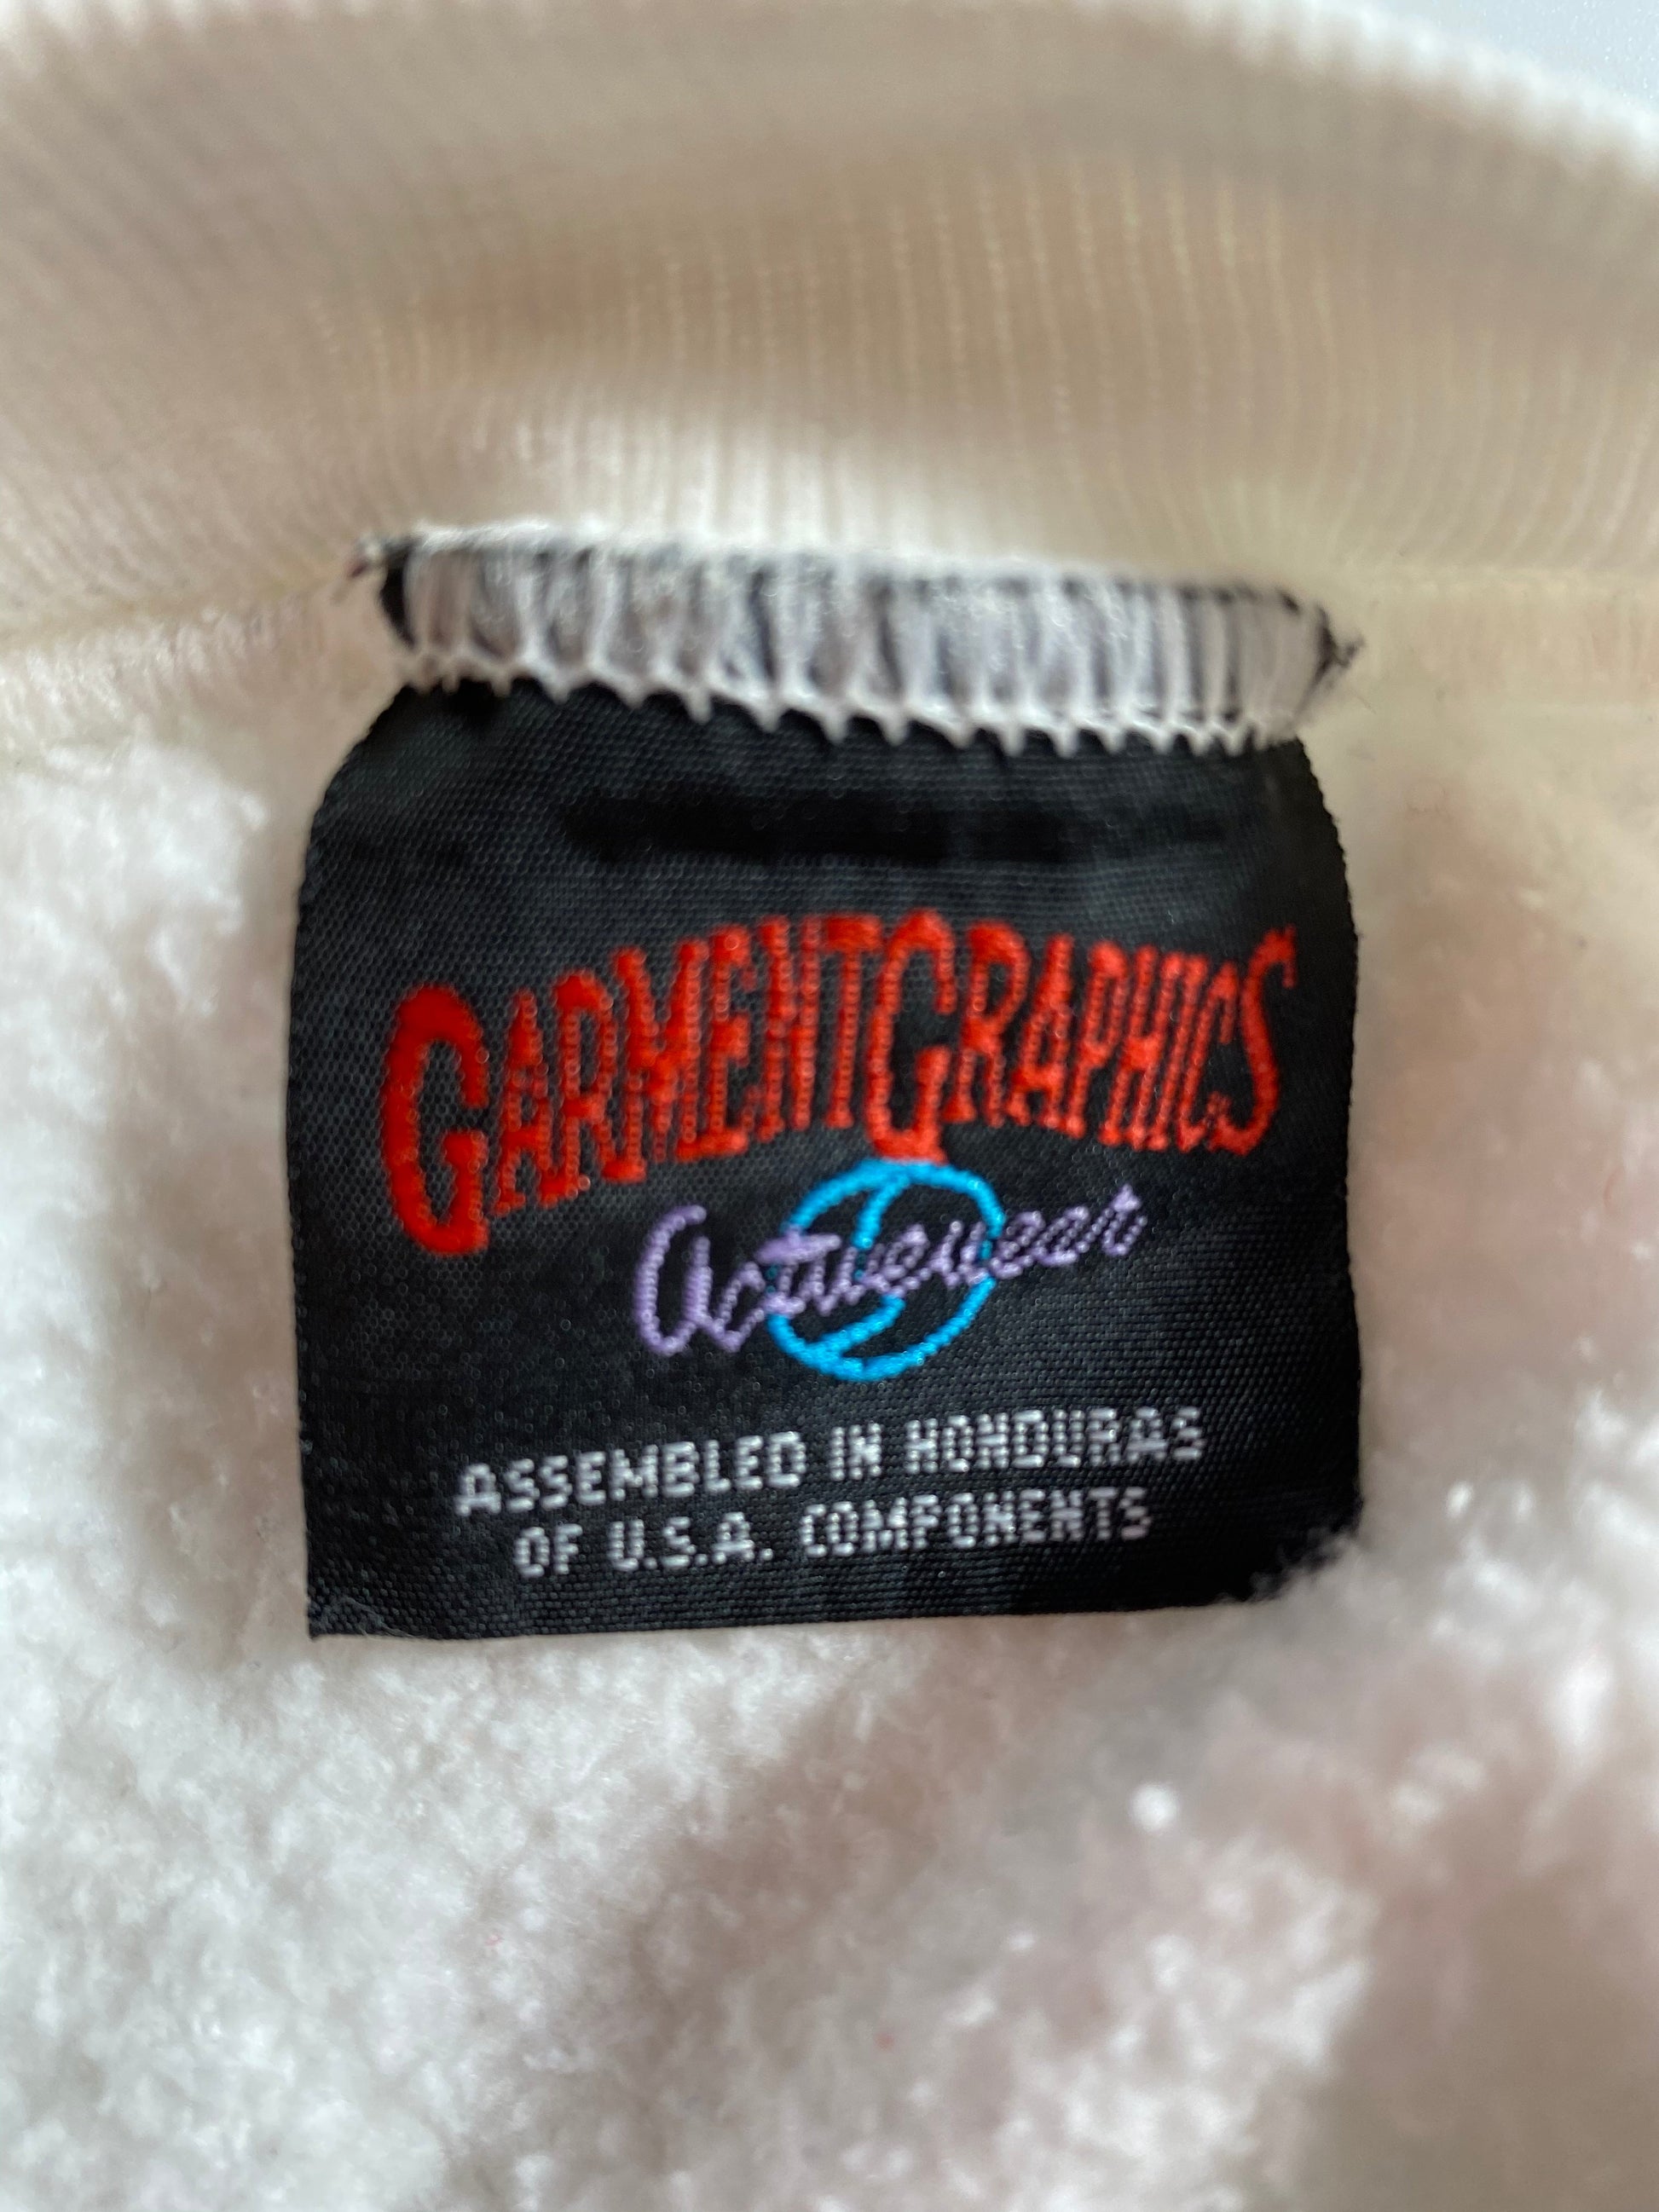 GARMENTGRAPHICS
Activewear
ASSEMBLED IN HONDURAS
OF U.S.A. COMPONENTS